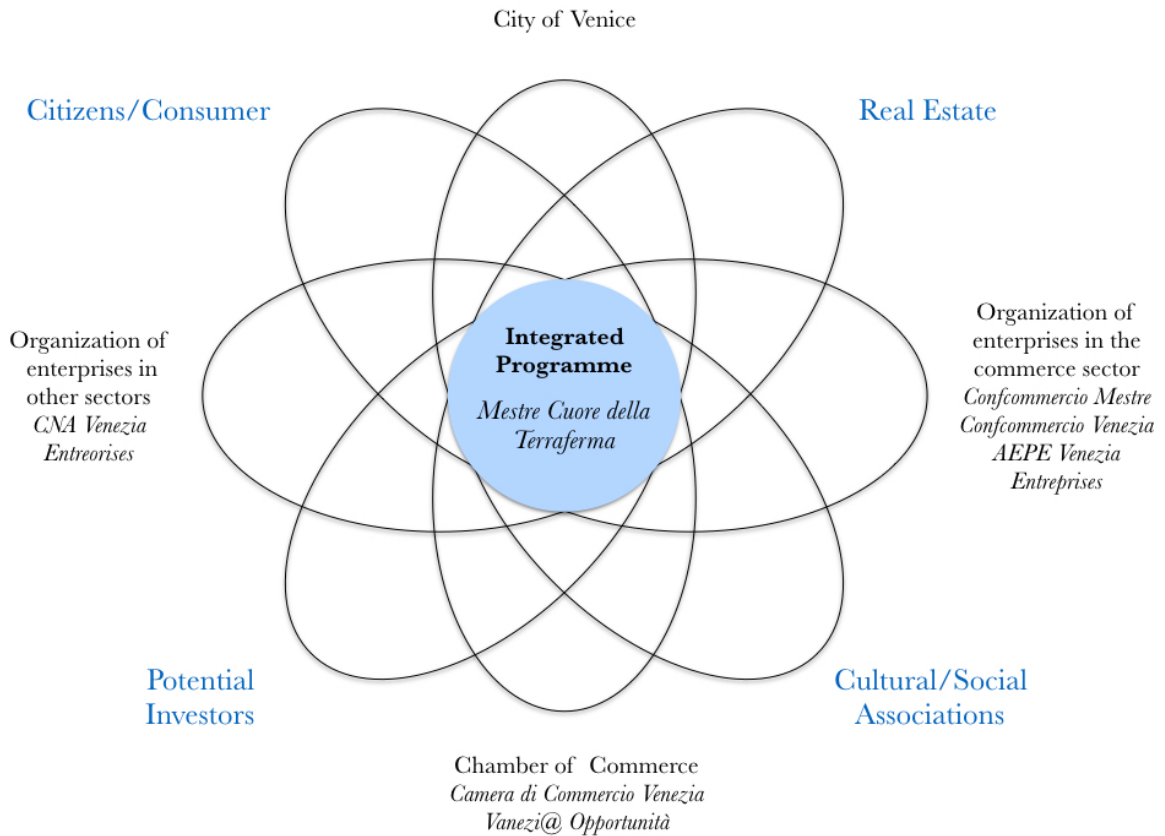 City of Venice
Citizens/Consumer
Real Estate
Organization of
enterprises in
other sectors
CNA Venezia
Entreorises
Integrated
Programme
Mestre Cuore della
Terraferma
Organization of
enterprises in the
commerce sector
Confcommercio Mestre
Confcommercio Venezia
AEPE Venezia
Entreprises
Potential
Investors
Cultural/Social
Associations
Chamber of Commerce
Camera di Commercio Venezia
Vanezi@ Opportunità